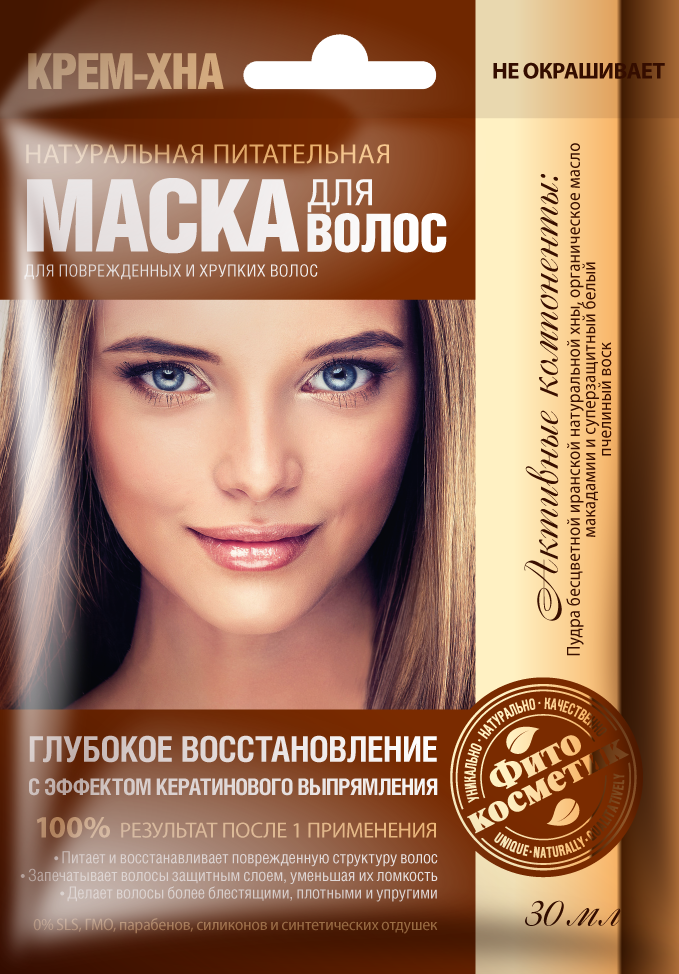 КРЕМ-ХНА
НЕ ОКРАШИВАЕТ
НАТУРАЛЬНАЯ ПИТАТЕЛЬНАЯ
МАСКА ДЛЯ
ВОЛОС
ДЛЯ ПОВРЕЖДЕННЫХ И ХРУПКИХ ВОЛОС
Активные компоненты:
Пудра бесцветной иранской натуральной хны, органическое масло
макадамии и суперзащитный белый
пчелиный воск
ГЛУБОКОЕ ВОССТАНОВЛЕНИЕ
С ЭФФЕКТОМ КЕРАТИНОВОГО ВЫПРЯМЛЕНИЯ
100% РЕЗУЛЬТАТ ПОСЛЕ 1 ПРИМЕНЕНИЯ
• Питает и восстанавливает поврежденную структуру волос
• Запечатывает волосы защитным слоем, уменьшая их ломкость
• Делает волосы более блестящими, плотными и упругими
0% SLS, ГМО, парабенов, силиконов и синтетических отдушек
УНИКАЛЬНО · НАТУРАЛЬНО · КАЧЕСТВЕННО
Фито
косметик
UNIQUE · NATURALLY · QUALITATIVELY
30 мл